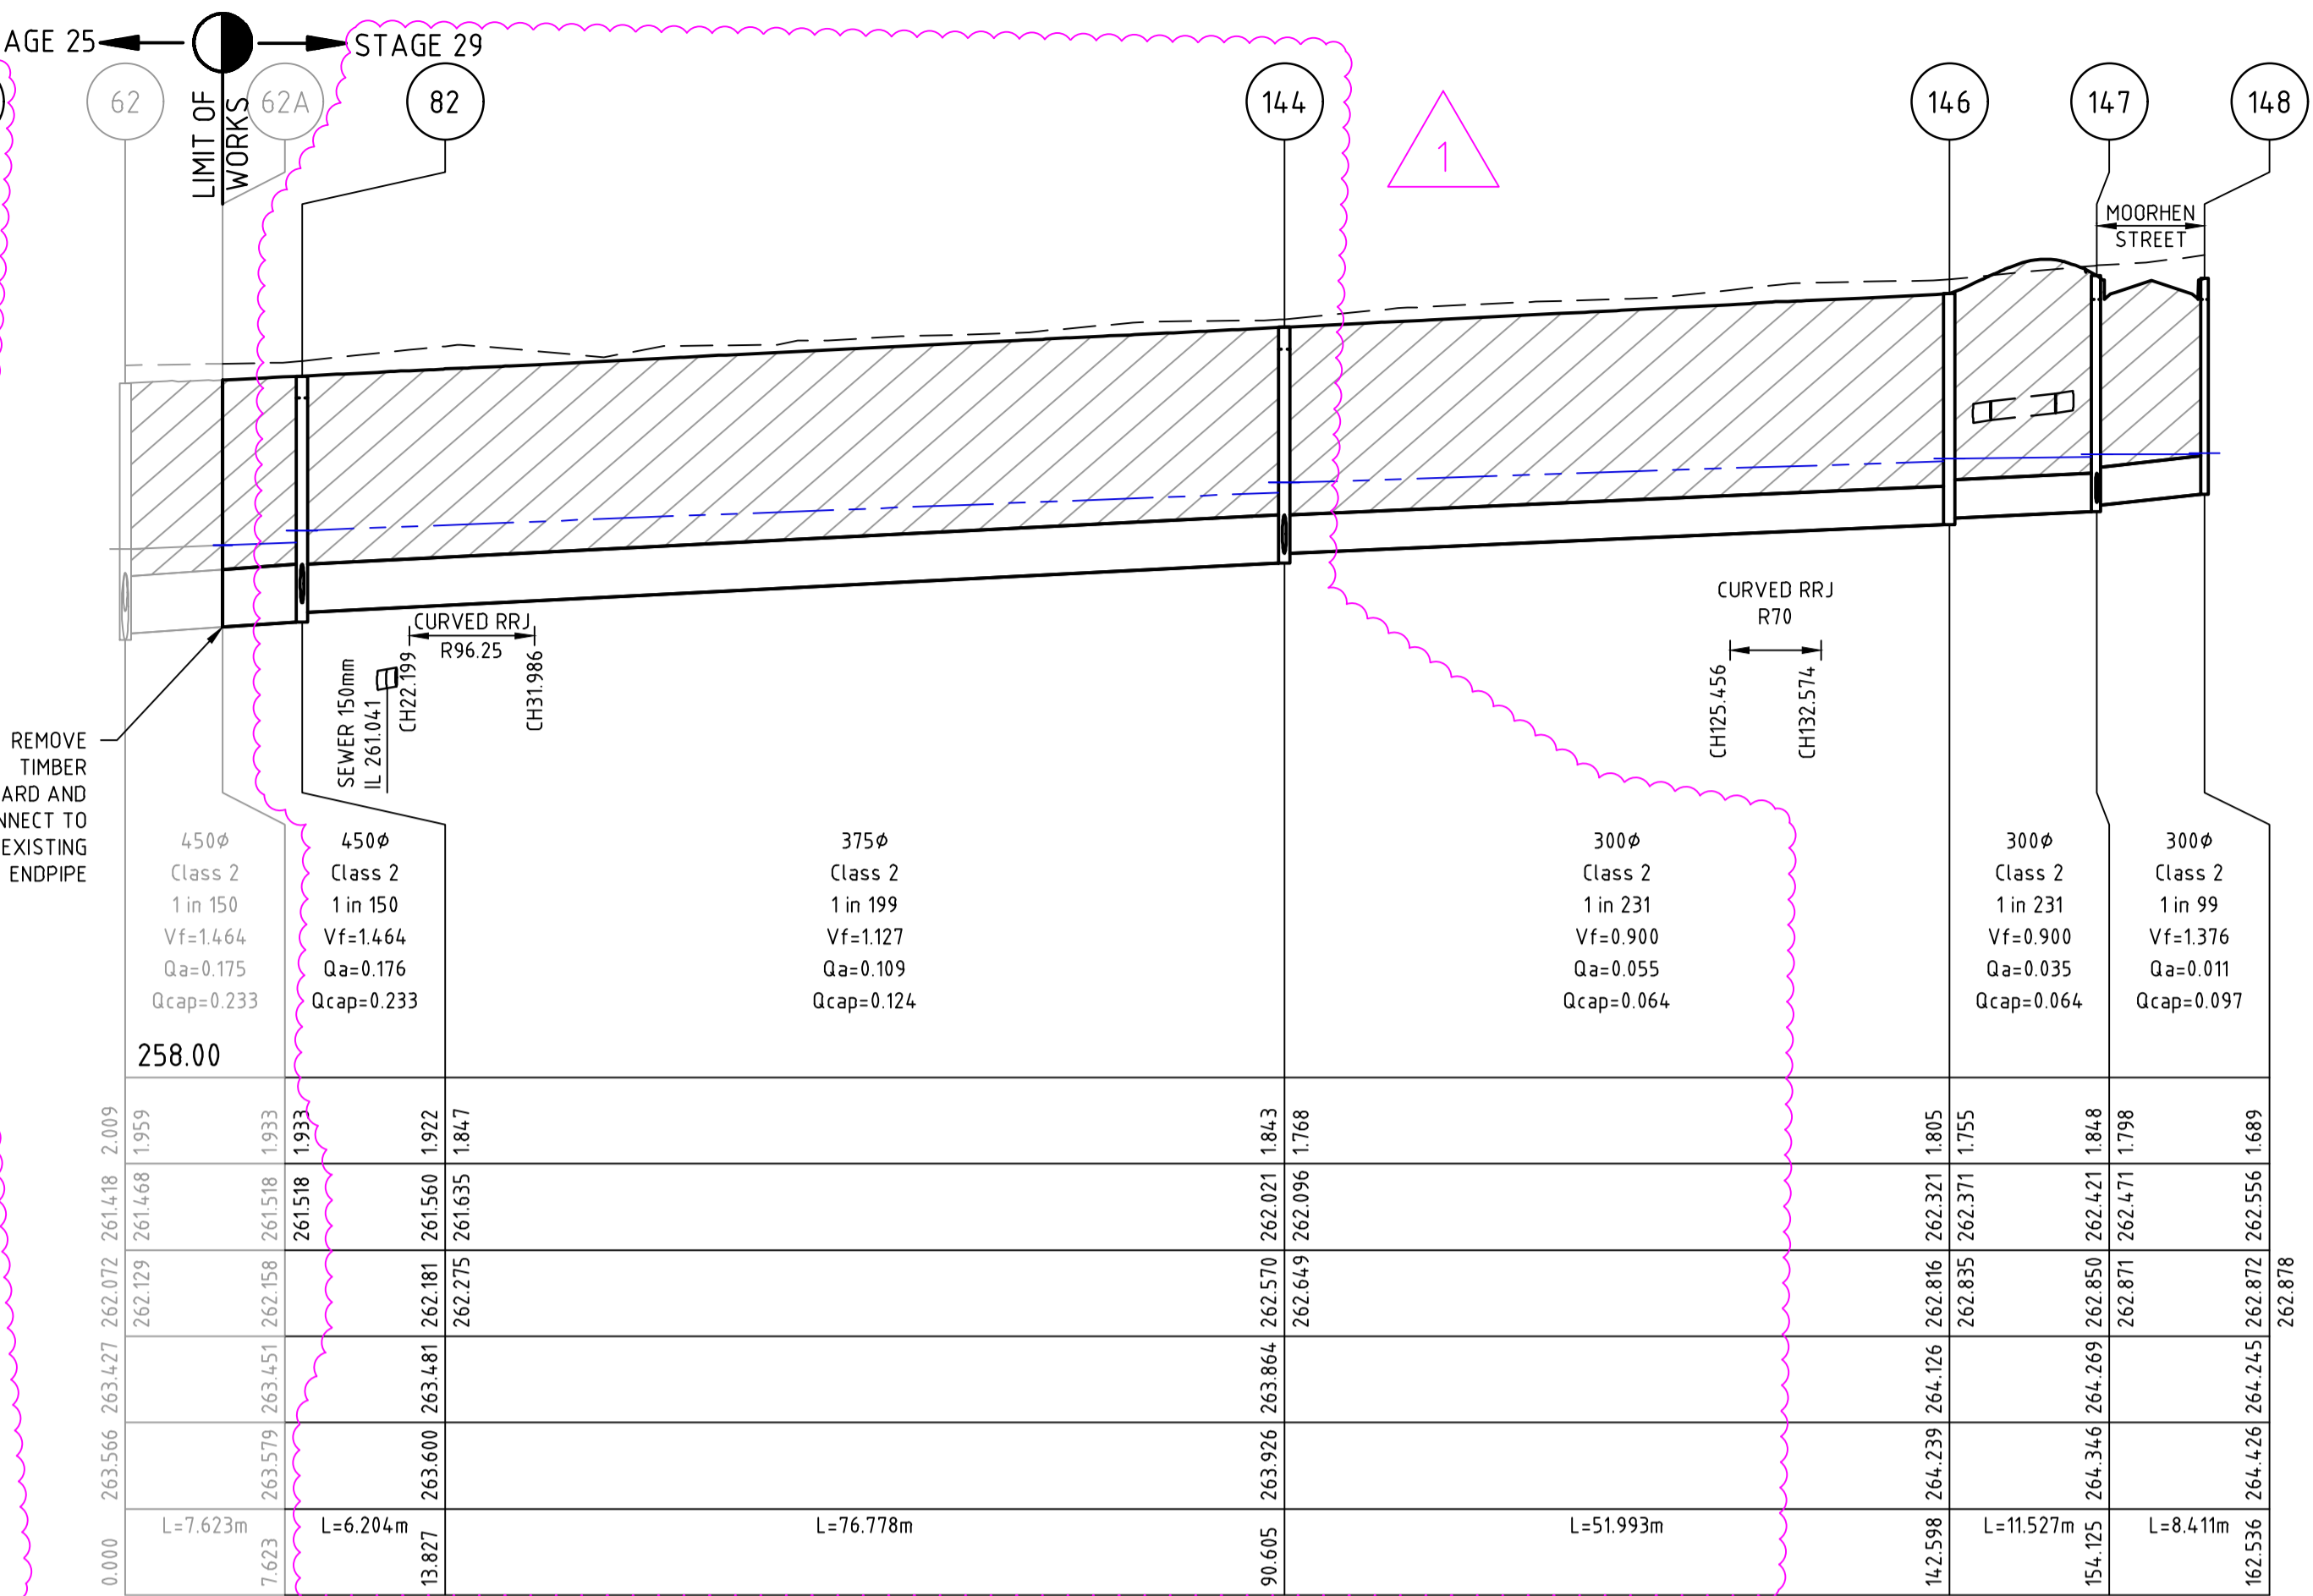 AGE 25
STAGE 29
62
LIMIT OF
WORKS
62A
82
144
1
146
147
148
MOORHEN
STREET
CURVED RRJ
R96.25
CH22.199
CH31.986
SEWER 150mm
IL 261.041
CURVED RRJ
R70
CH125.456
CH132.574
REMOVE
TIMBER
ARD AND
NNECT TO
EXISTING
ENDPIPE
450Ø
Class 2
1 in 150
Vf=1.464
Qa=0.175
Qcap=0.233
450Ø
Class 2
1 in 150
Vf=1.464
Qa=0.176
Qcap=0.233
375Ø
Class 2
1 in 199
Vf=1.127
Qa=0.109
Qcap=0.124
300Ø
Class 2
1 in 231
Vf=0.900
Qa=0.055
Qcap=0.064
300Ø
Class 2
1 in 231
Vf=0.900
Qa=0.035
Qcap=0.064
300Ø
Class 2
1 in 99
Vf=1.376
Qa=0.011
Qcap=0.097
258.00
2.009
1.959
1.933
1.933
1.922
1.847
1.843
1.768
1.805
1.755
1.848
1.798
1.689
261.418
261.468
261.518
261.518
261.560
261.635
262.021
262.096
262.321
262.371
262.421
262.471
262.556
262.072
262.129
262.158
262.181
262.275
262.570
262.649
262.816
262.835
262.850
262.871
262.872
262.878
263.427
263.451
263.481
263.864
264.126
264.269
264.245
263.566
263.579
263.600
263.926
264.239
264.346
264.426
L=7.623m
L=6.204m
L=76.778m
L=51.993m
L=11.527m
L=8.411m
0.000
7.623
13.827
90.605
142.598
154.125
162.536